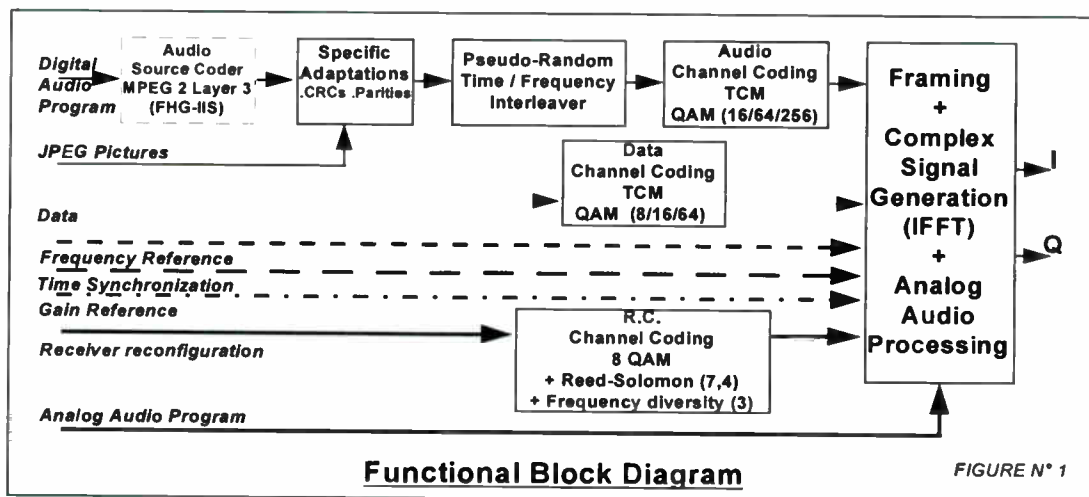 Digital
Audio
Program
Audio
Source Coder
MPEG 2 Layer 3
(FHG-IIS)
Specific
Adaptations
.CRCs .Parities
Pseudo-Random
Time / Frequency
Interleaver
Audio
Channel Coding
TCM
QAM (16/64/256)
Framing
+
Complex
Signal
Generation
(IFFT)
+
Analog
Audio
Processing
I
Q
JPEG Pictures
Data
Channel Coding
TCM
QAM (8/16/64)
Data
Frequency Reference
Time Synchronization
Gain Reference
Receiver reconfiguration
R.C.
Channel Coding
8 QAM
+ Reed-Solomon (7,4)
+ Frequency diversity (3)
Analog Audio Program
Functional Block Diagram
FIGURE N° 1